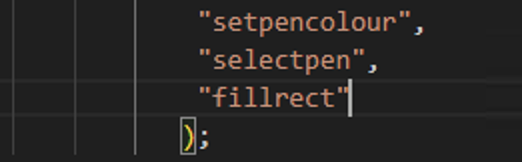 "setpencolour",
"selectpen",
"fillrect"
);